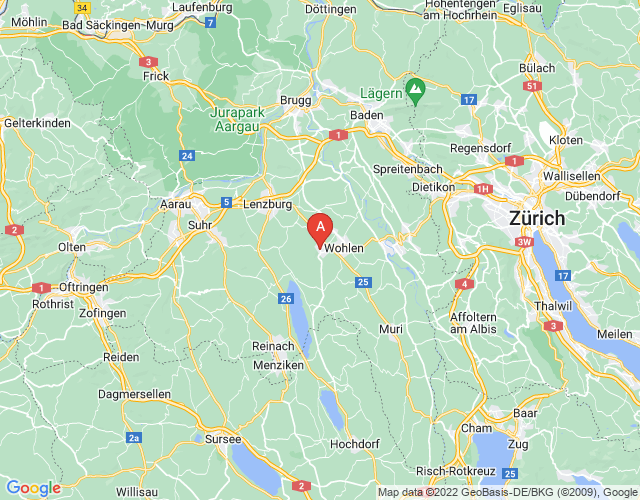 Möhlin
34
Laufenburg
Döttingen
Hohentengen
am Hochrhein
Eglisau
Bad Säckingen-Murg
7
3
Frick
Bülach
Lägern
51
17
Brugg
Baden
Jurapark
Aargau
Gelterkinden
1
Regensdorf
Kloten
24
Spreitenbach
1
Wallisellen
Dietikon
1H
Dübendorf
Aarau
5
Lenzburg
Zürich
Suhr
A
2
Olten
Wohlen
3W
17
1
Oftringen
25
4
Rothrist
26
Zofingen
Affoltern
am Albis
Thalwil
3
Muri
Meilen
Reiden
Reinach
Menziken
Dagmersellen
Baar
2a
Sursee
Cham
Zug
Hochdorf
Risch-Rotkreuz
25
Google
Willisau
2
Map data ©2022 GeoBasis-DE/BKG (©2009), Google